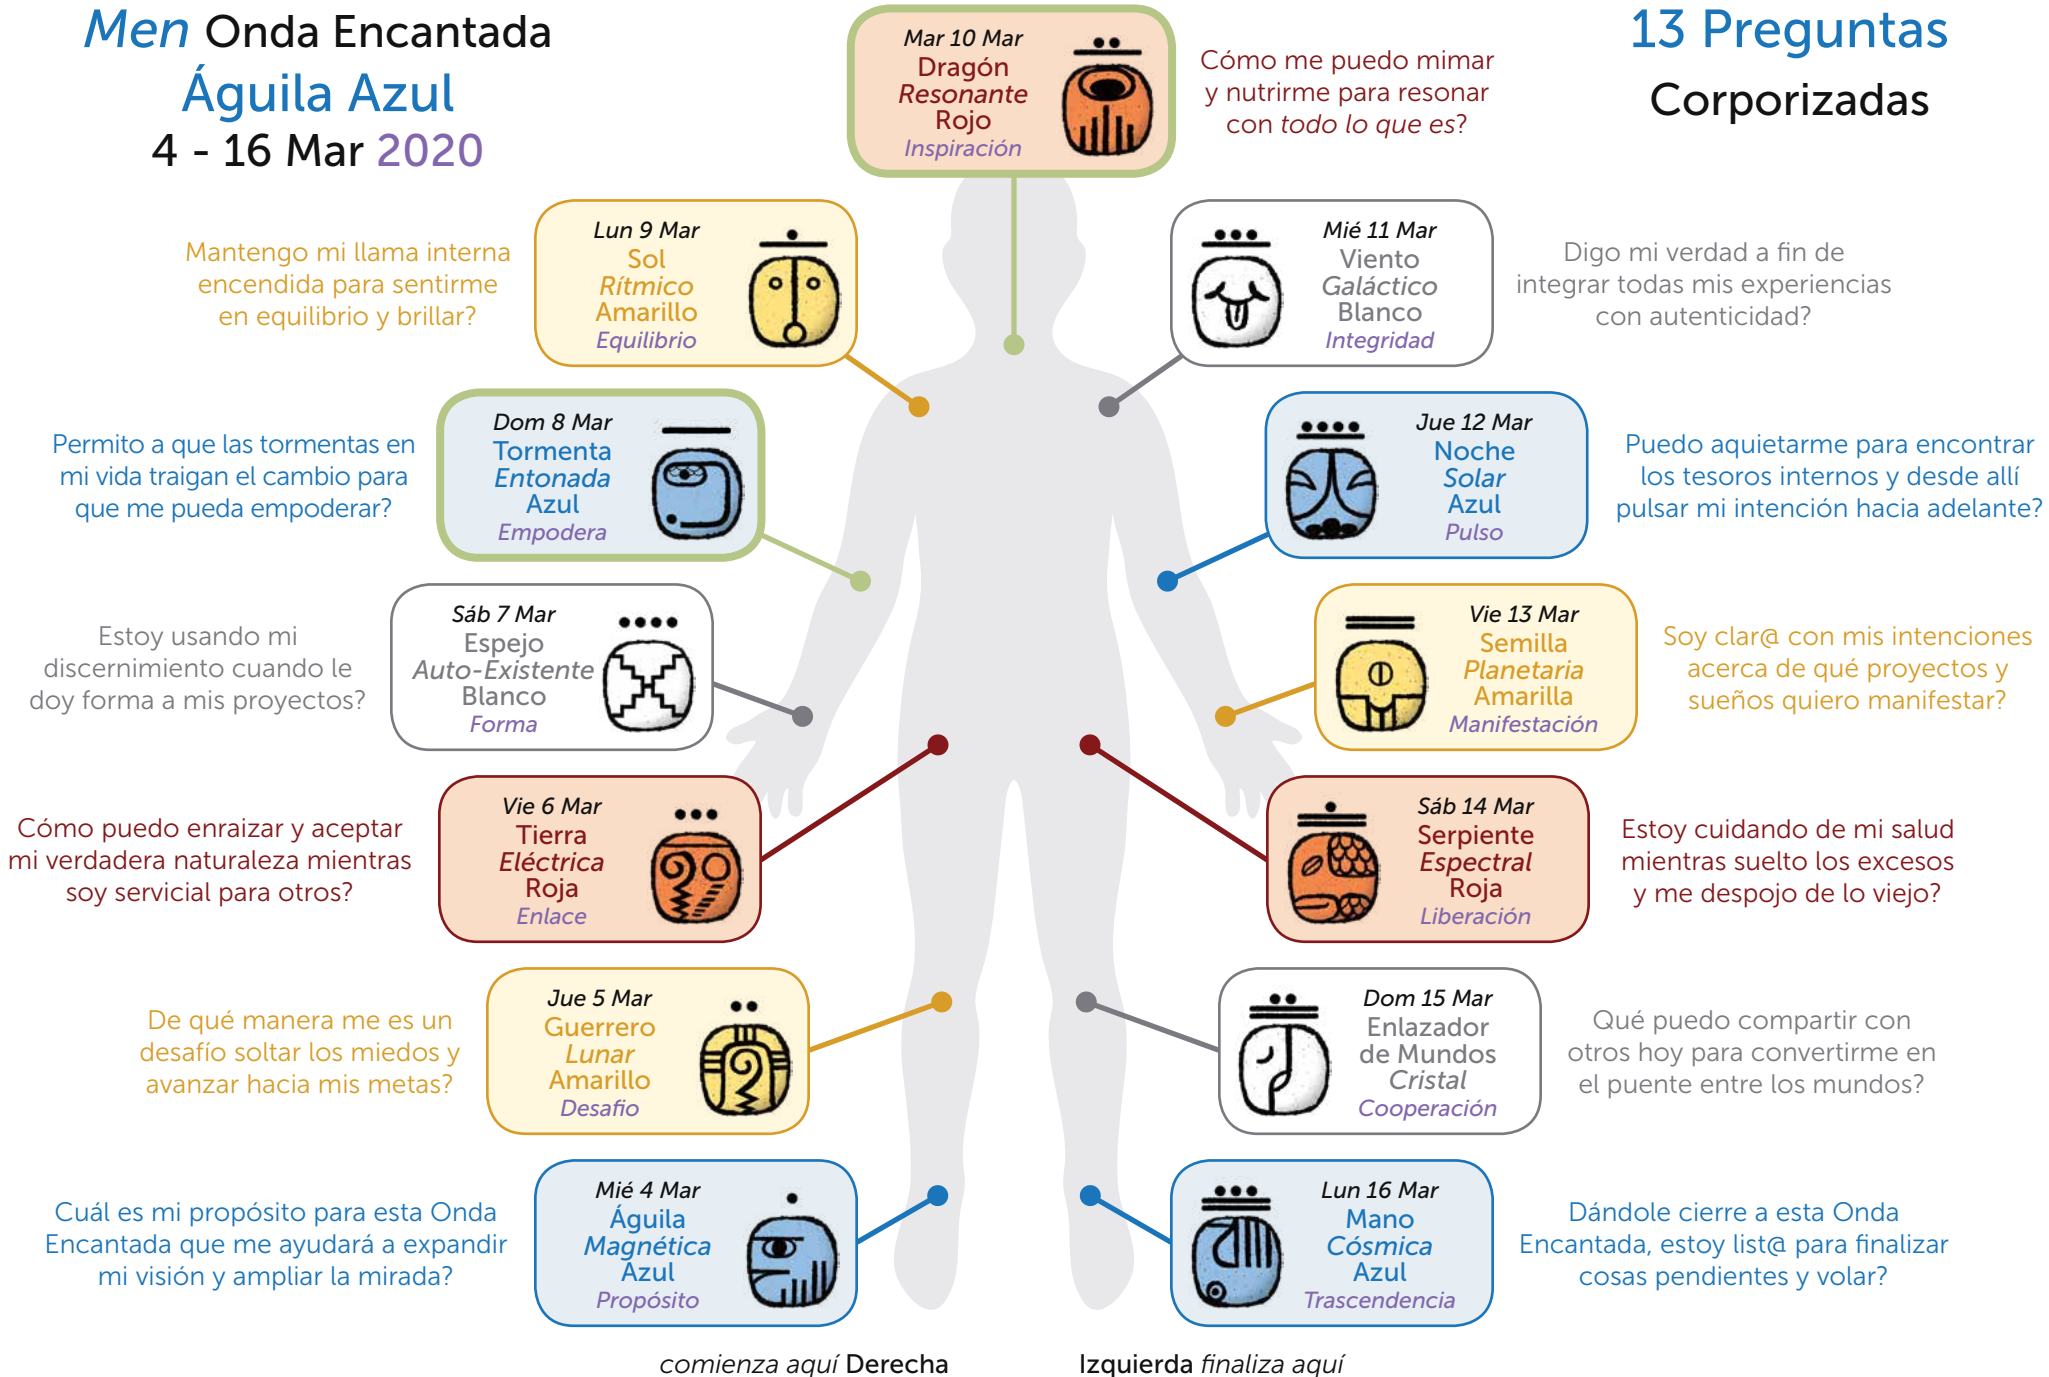 Men Onda Encantada
Águila Azul
4 - 16 Mar 2020
13 Preguntas
Corporizadas
Mar 10 Mar
Dragón
Resonante
Rojo
Inspiración
Cómo me puedo mimar
y nutrirme para resonar
con todo lo que es?
Mantengo mi llama interna
encendida para sentirme
en equilibrio y brillar?
Lun 9 Mar
Sol
Rítmico
Amarillo
Equilibrio
Mié 11 Mar
Viento
Galáctico
Blanco
Integridad
Digo mi verdad a fin de
integrar todas mis experiencias
con autenticidad?
Permito a que las tormentas en
mi vida traigan el cambio para
que me pueda empoderar?
Dom 8 Mar
Tormenta
Entonada
Azul
Empodera
Jue 12 Mar
Noche
Solar
Azul
Pulso
Puedo aquietarme para encontrar
los tesoros internos y desde allí
pulsar mi intención hacia adelante?
Estoy usando mi
discernimiento cuando le
doy forma a mis proyectos?
Sáb 7 Mar
Espejo
Auto-Existente
Blanco
Forma
Vie 13 Mar
Semilla
Planetaria
Amarilla
Manifestación
Soy clar@ con mis intenciones
acerca de qué proyectos y
sueños quiero manifestar?
Cómo puedo enraizar y aceptar
mi verdadera naturaleza mientras
soy servicial para otros?
Vie 6 Mar
Tierra
Eléctrica
Roja
Enlace
Sáb 14 Mar
Serpiente
Espectral
Roja
Liberación
Estoy cuidando de mi salud
mientras suelto los excesos
y me despojo de lo viejo?
De qué manera me es un
desafío soltar los miedos y
avanzar hacia mis metas?
Jue 5 Mar
Guerrero
Lunar
Amarillo
Desafio
Dom 15 Mar
Enlazador
de Mundos
Cristal
Cooperación
Qué puedo compartir con
otros hoy para convertirme en
el puente entre los mundos?
Cuál es mi propósito para esta Onda
Encantada que me ayudará a expandir
mi visión y ampliar la mirada?
Mié 4 Mar
Águila
Magnética
Azul
Propósito
Lun 16 Mar
Mano
Cósmica
Azul
Trascendencia
Dándole cierre a esta Onda
Encantada, estoy list@ para finalizar
cosas pendientes y volar?
comienza aquí Derecha
Izquierda finaliza aquí